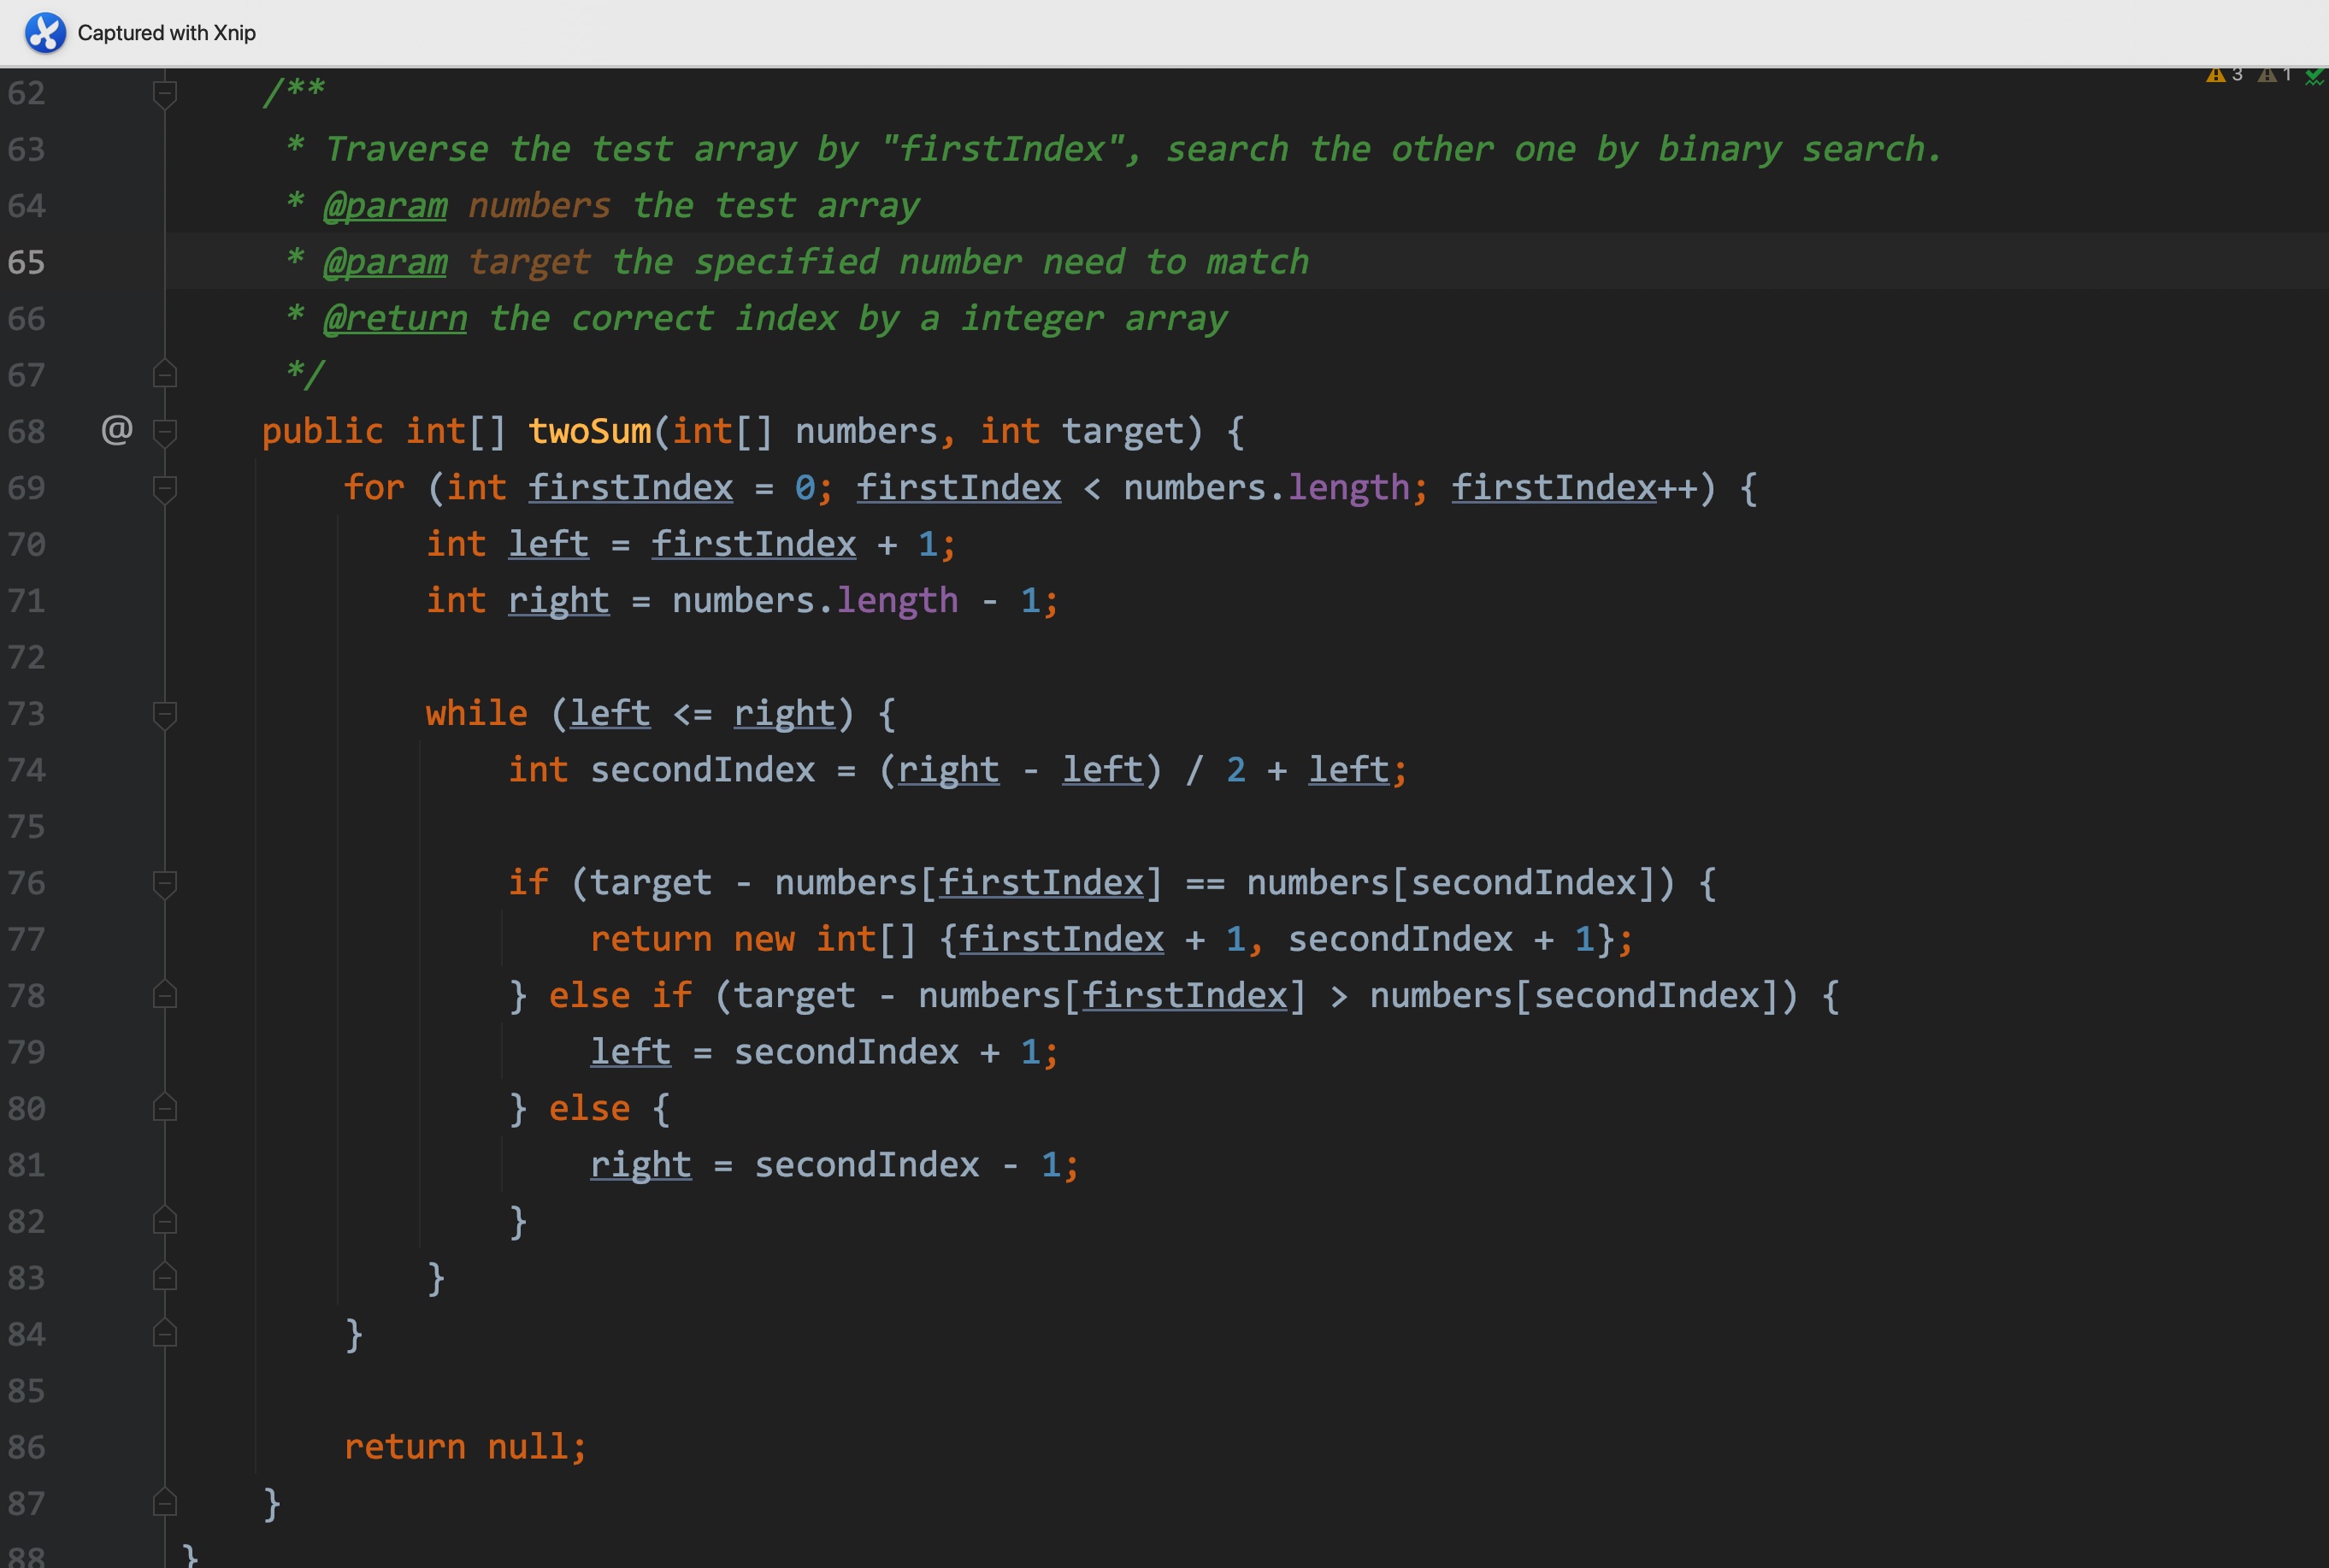 Captured with Xnip
3 1
62 /**
63 * Traverse the test array by "firstIndex", search the other one by binary search.
64 * @param numbers the test array
65 * @param target the specified number need to match
66 * @return the correct index by a integer array
67 */
68 @ public int[] twoSum(int[] numbers, int target) {
69 for (int firstIndex = 0; firstIndex < numbers.length; firstIndex++) {
70 int left = firstIndex + 1;
71 int right = numbers.length - 1;
72
73 while (left <= right) {
74 int secondIndex = (right - left) / 2 + left;
75
76 if (target - numbers[firstIndex] == numbers[secondIndex]) {
77 return new int[] {firstIndex + 1, secondIndex + 1};
78 } else if (target - numbers[firstIndex] > numbers[secondIndex]) {
79 left = secondIndex + 1;
80 } else {
81 right = secondIndex - 1;
82 }
83 }
84 }
85
86 return null;
87 }
88 }